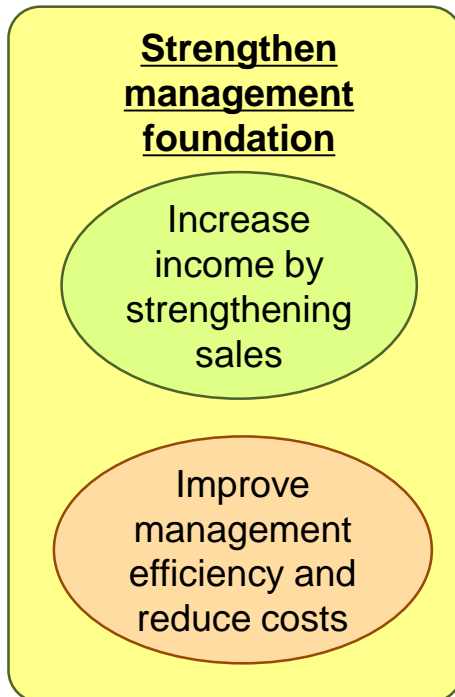 Strengthen
management
foundation
Increase
income by
strengthening
sales
Improve
management
efficiency and
reduce costs